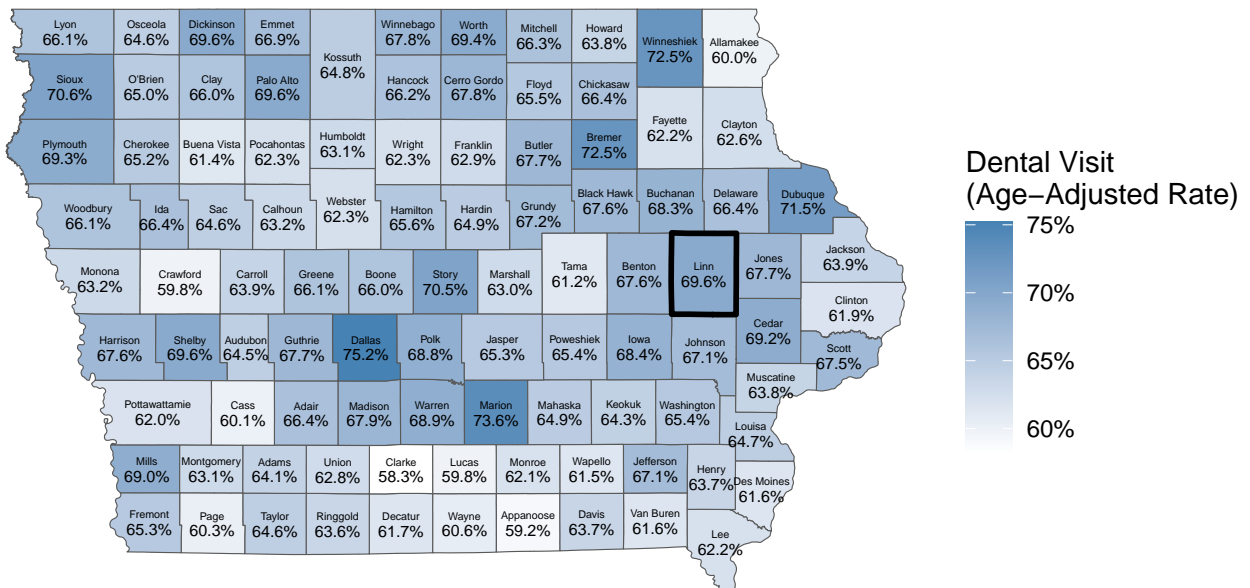 Lyon
66.1%
Osceola
64.6%
Dickinson
69.6%
Emmet
66.9%
Winnebago
67.8%
Worth
69.4%
Mitchell
66.3%
Howard
63.8%
Winneshiek
72.5%
Allamakee
60.0%
Kossuth
64.8%
Sioux
70.6%
O'Brien
65.0%
Clay
66.0%
Palo Alto
69.6%
Hancock
66.2%
Cerro Gordo
67.8%
Floyd
65.5%
Chickasaw
66.4%
Fayette
62.2%
Clayton
62.6%
Plymouth
69.3%
Cherokee
65.2%
Buena Vista
61.4%
Pocahontas
62.3%
Humboldt
63.1%
Wright
62.3%
Franklin
62.9%
Butler
67.7%
Bremer
72.5%
Woodbury
66.1%
Ida
66.4%
Sac
64.6%
Calhoun
63.2%
Webster
62.3%
Hamilton
65.6%
Hardin
64.9%
Grundy
67.2%
Black Hawk
67.6%
Buchanan
68.3%
Delaware
66.4%
Dubuque
71.5%
Monona
63.2%
Crawford
59.8%
Carroll
63.9%
Greene
66.1%
Boone
66.0%
Story
70.5%
Marshall
63.0%
Tama
61.2%
Benton
67.6%
Linn
69.6%
Jones
67.7%
Jackson
63.9%
Clinton
61.9%
Harrison
67.6%
Shelby
69.6%
Audubon
64.5%
Guthrie
67.7%
Dallas
75.2%
Polk
68.8%
Jasper
65.3%
Poweshiek
65.4%
Iowa
68.4%
Johnson
67.1%
Cedar
69.2%
Scott
67.5%
Muscatine
63.8%
Pottawattamie
62.0%
Cass
60.1%
Adair
66.4%
Madison
67.9%
Warren
68.9%
Marion
73.6%
Mahaska
64.9%
Keokuk
64.3%
Washington
65.4%
Louisa
64.7%
Mills
69.0%
Montgomery
63.1%
Adams
64.1%
Union
62.8%
Clarke
58.3%
Lucas
59.8%
Monroe
62.1%
Wapello
61.5%
Jefferson
67.1%
Henry
63.7%
Des Moines
61.6%
Fremont
65.3%
Page
60.3%
Taylor
64.6%
Ringgold
63.6%
Decatur
61.7%
Wayne
60.6%
Appanoose
59.2%
Davis
63.7%
Van Buren
61.6%
Lee
62.2%
Dental Visit
(Age−Adjusted Rate)
75%
70%
65%
60%